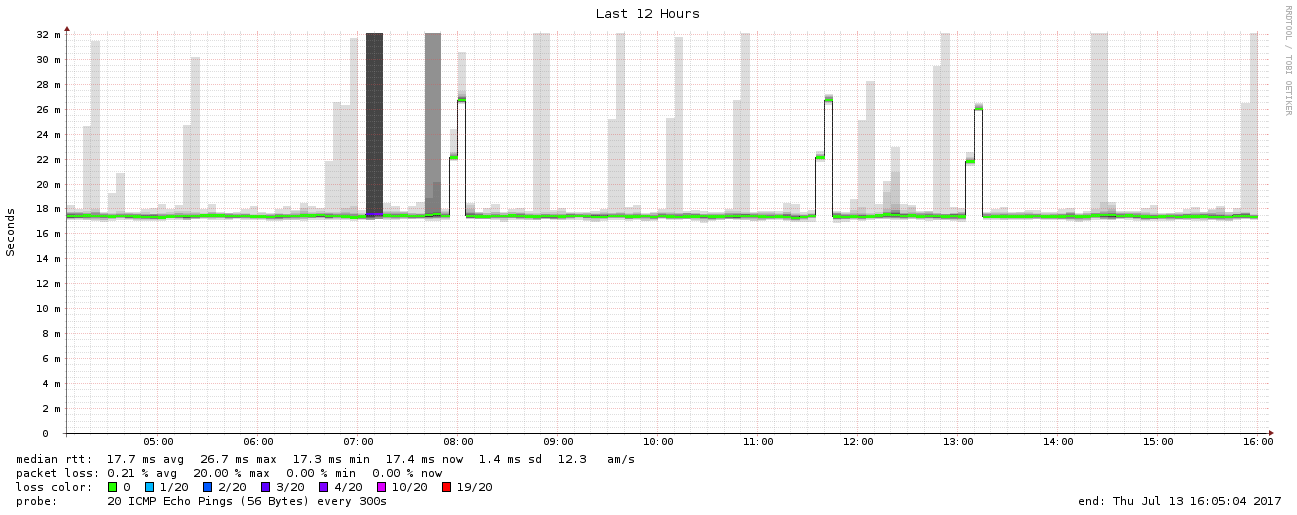 Last 12 Hours
RRDTOOL / TOBI OETIKER
Seconds
32 m
30 m
28 m
26 m
24 m
22 m
20 m
18 m
16 m
14 m
12 m
10 m
8 m
6 m
4 m
2 m
0
05:00 06:00 07:00 08:00 09:00 10:00 11:00 12:00 13:00 14:00 15:00 16:00
median rtt: 17.7 ms avg 26.7 ms max 17.3 ms min 17.4 ms now 1.4 ms sd 12.3 am/s
packet loss: 0.21 % avg 20.00 % max 0.00 % min 0.00 % now
loss color: 0 1/20 2/20 3/20 4/20 10/20 19/20
probe: 20 ICMP Echo Pings (56 Bytes) every 300s end: Thu Jul 13 16:05:04 2017